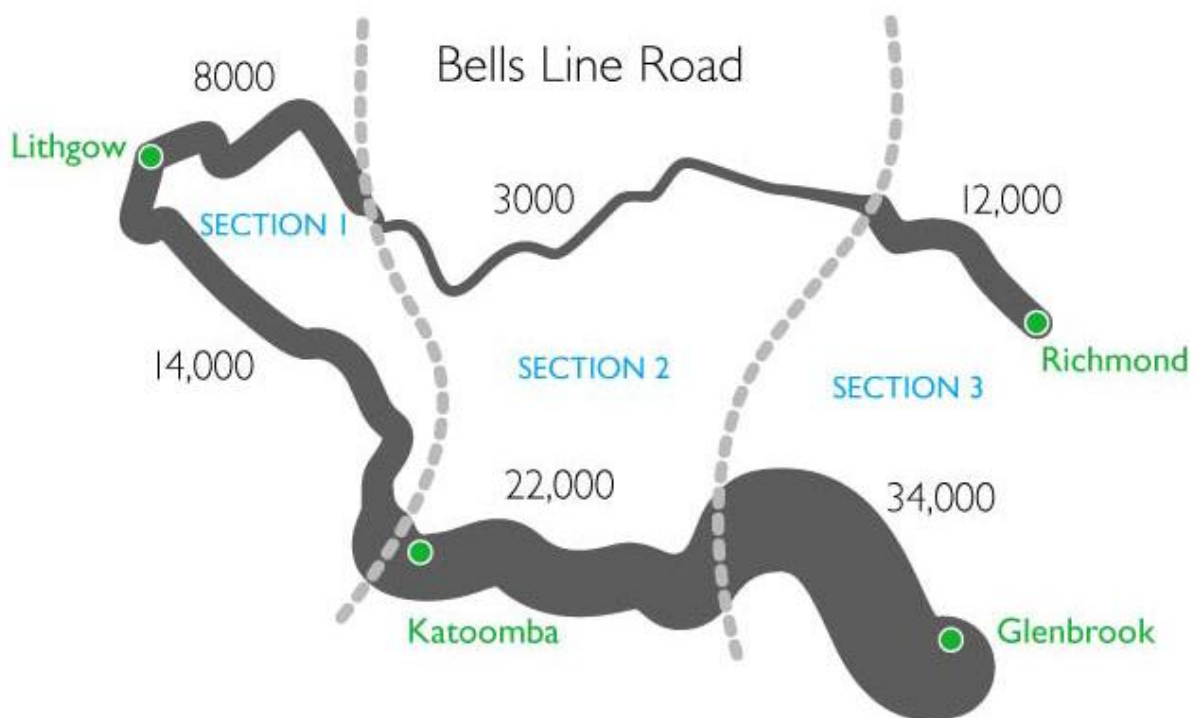 Bells Line Road
8000
Lithgow
3000
12,000
SECTION 1
Richmond
14,000
SECTION 2
SECTION 3
22,000
34,000
Katoomba
Glenbrook